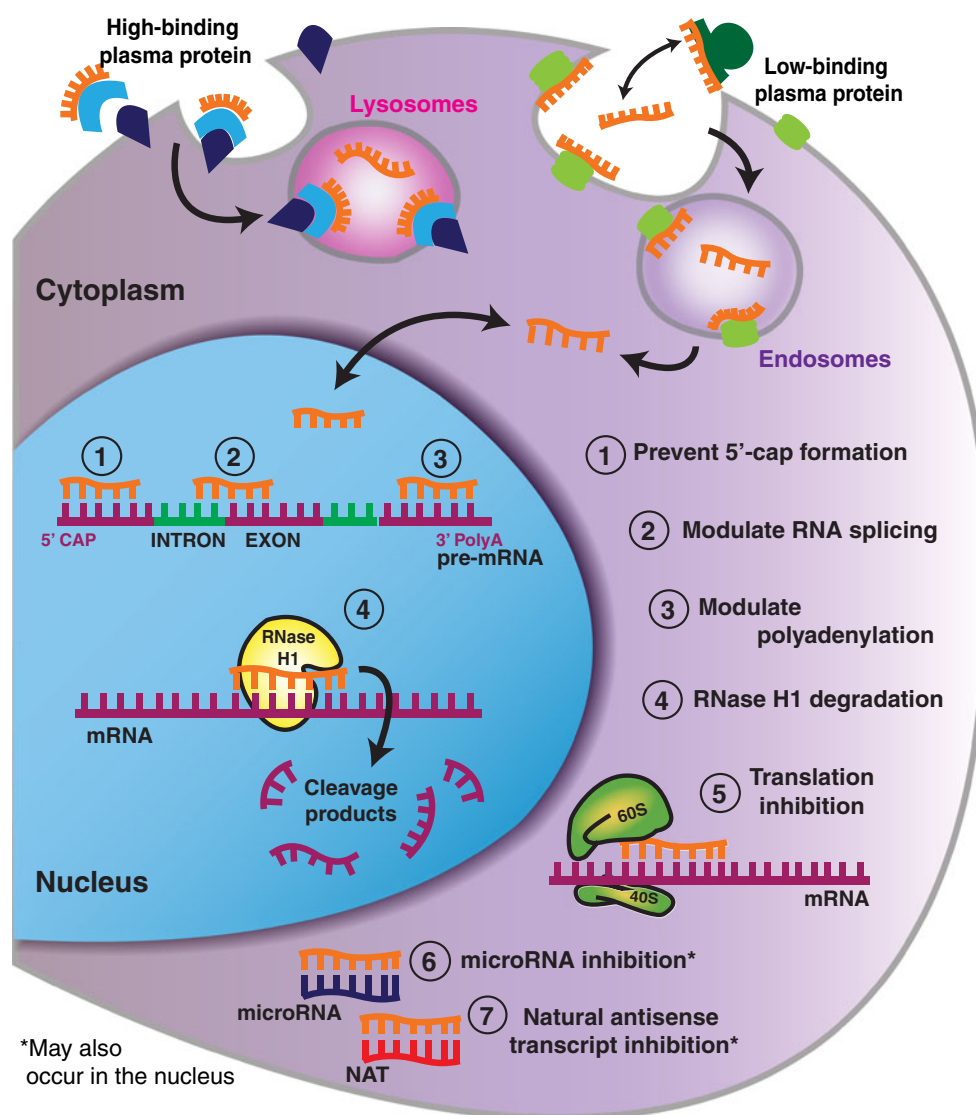 High-binding
plasma protein
Lysosomes
Low-binding
plasma protein
Cytoplasm
Endosomes
1
2
3
5’ CAP
INTRON
EXON
3’ PolyA
pre-mRNA
1 Prevent 5’-cap formation
2 Modulate RNA splicing
3 Modulate
polyadenylation
4
RNase
H1
mRNA
Cleavage
products
Nucleus
4 RNase H1 degradation
5 Translation
inhibition
60S
40S
mRNA
6 microRNA inhibition*
microRNA
7 Natural antisense
transcript inhibition*
NAT
*May also
occur in the nucleus